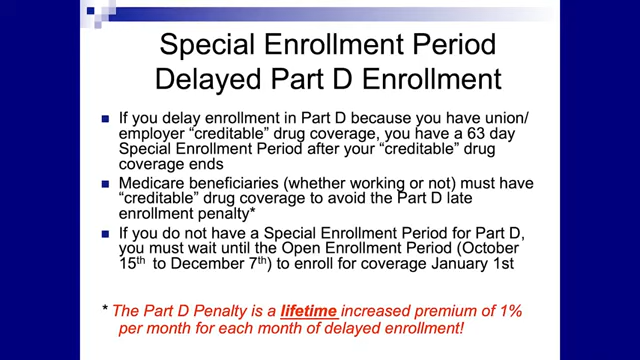 Special Enrollment Period
Delayed Part D Enrollment
If you delay enrollment in Part D because you have union/
employer “creditable” drug coverage, you have a 63 day
Special Enrollment Period after your “creditable” drug
coverage ends
Medicare beneficiaries (whether working or not) must have
“creditable” drug coverage to avoid the Part D late
enrollment penalty*
If you do not have a Special Enrollment Period for Part D,
you must wait until the Open Enrollment Period (October
15th to December 7th) to enroll for coverage January 1st
* The Part D Penalty is a lifetime increased premium of 1%
per month for each month of delayed enrollment!